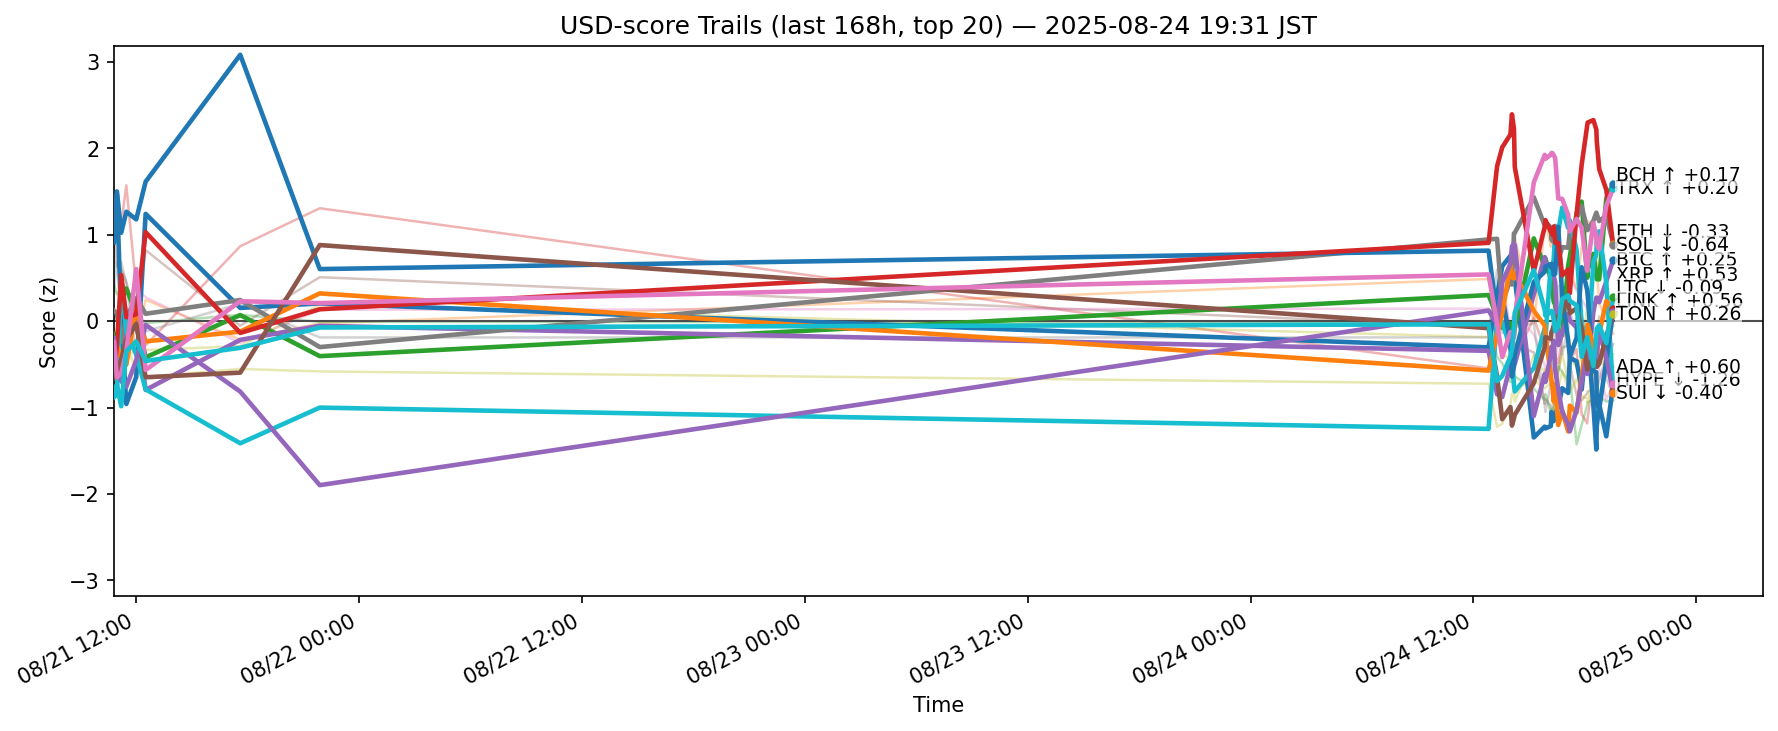 USD-score Trails (last 168h, top 20) — 2025-08-24 19:31 JST
3
2
1
0
−1
−2
−3
Score (z)
BCH ↑ +0.17
TRX ↑ +0.20
ETH ↓ -0.33
SOL ↓ -0.64
BTC ↑ +0.25
XRP ↑ +0.53
LTC ↓ -0.09
LINK ↑ +0.56
TON ↑ +0.26
ADA ↑ +0.60
HYPE ↓ -1.26
SUI ↓ -0.40
08/21 12:00
08/22 00:00
08/22 12:00
08/23 00:00
08/23 12:00
08/24 00:00
08/24 12:00
08/25 00:00
Time